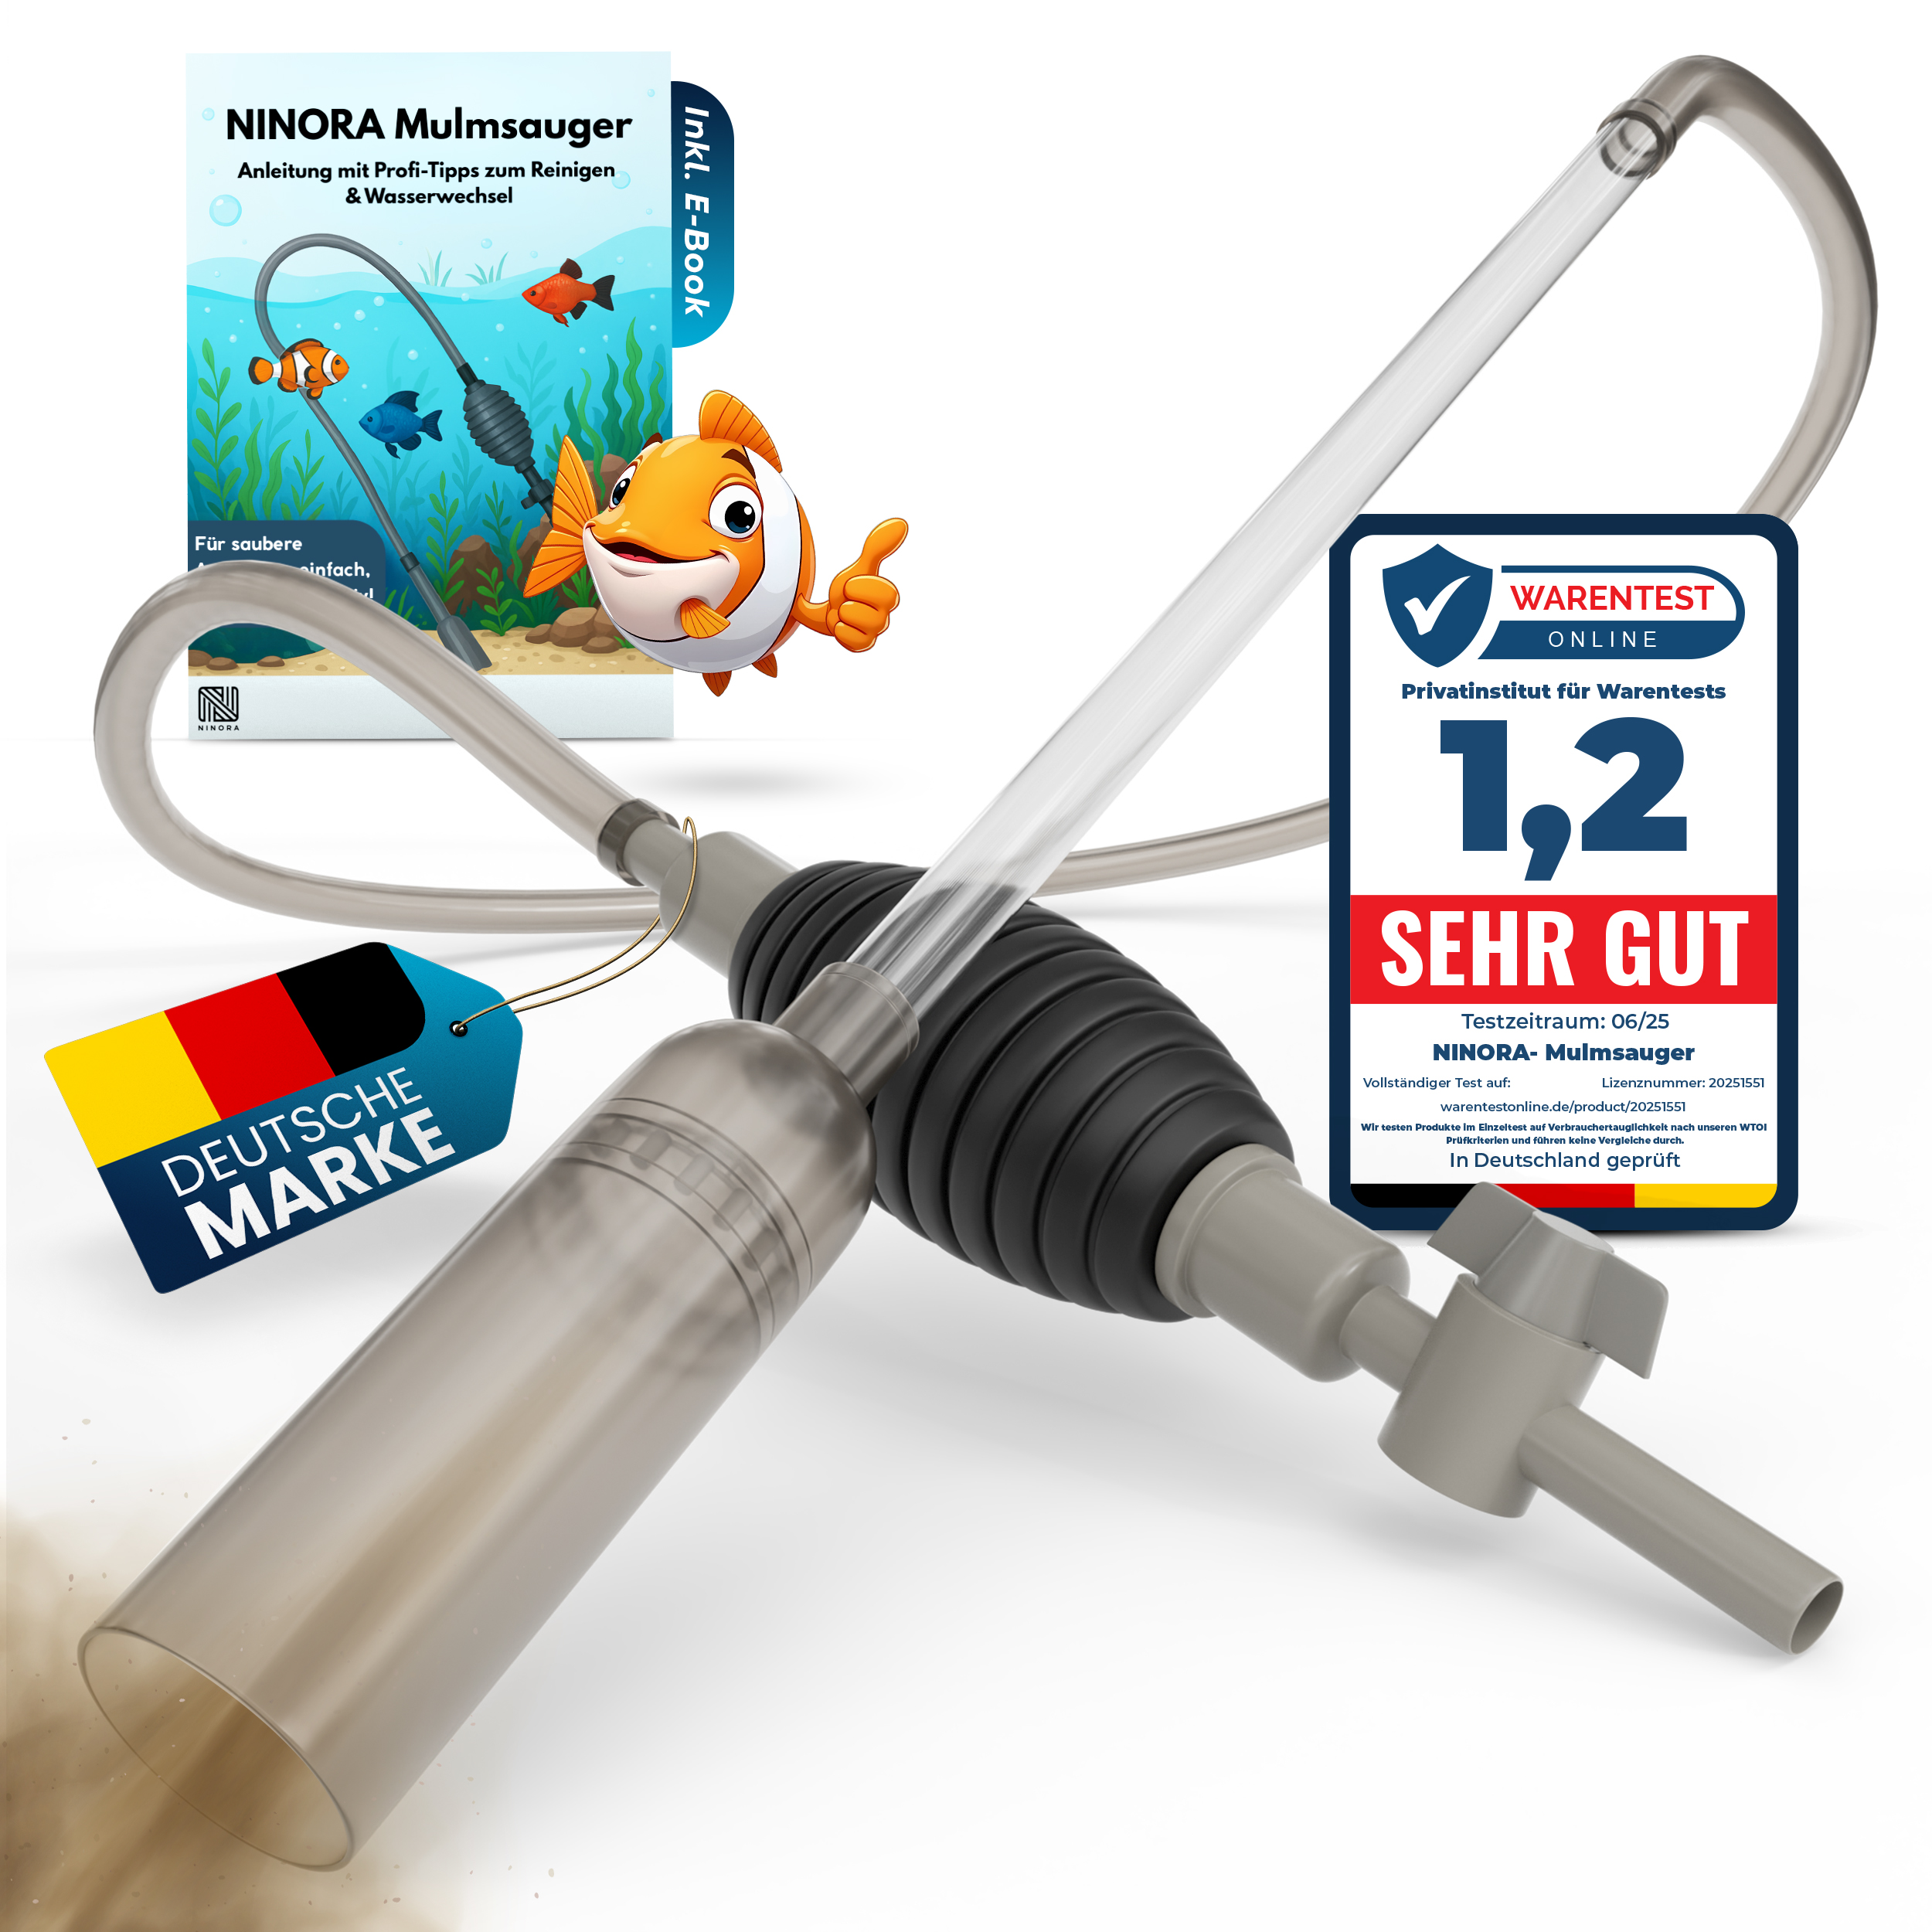 NINORA Mulmsauger
Anleitung mit Profi-Tipps zum Reinigen
& Wasserwechsel
Inkl. E-Book
Für saubere
NINORA
DEUTSCHE
MARKE
WARENTEST
ONLINE
Privatinstitut für Warentests
1,2
SEHR GUT
Testzeitraum: 06/25
NINORA- Mulmsauger
Vollständiger Test auf: Lizenznummer: 20251551
warentestonline.de/product/20251551
Wir testen Produkte im Einzeltest auf Verbrauchertauglichkeit nach unseren WTOI
Prüfkriterien und führen keine Vergleiche durch.
In Deutschland geprüft